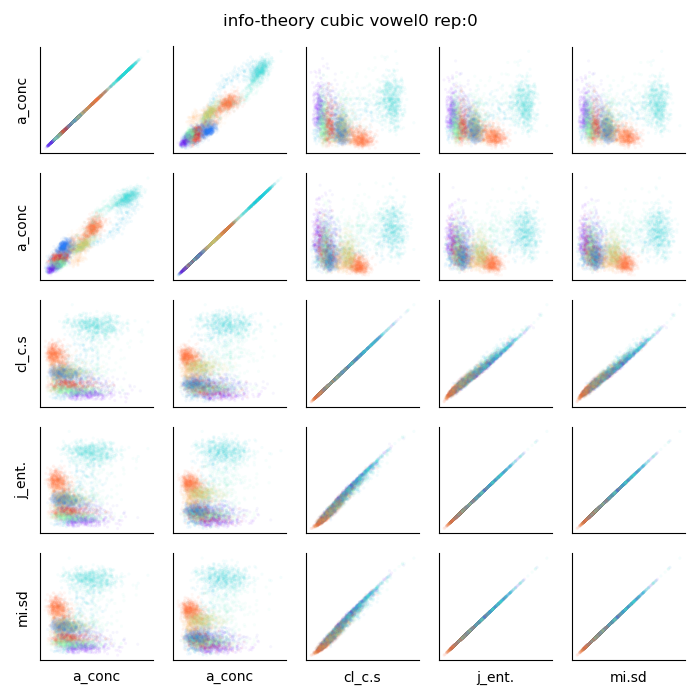 info-theory cubic vowel0 rep:0
a_conc
a_conc
cl_c.s
j_ent.
mi.sd
a_conc
a_conc
cl_c.s
j_ent.
mi.sd